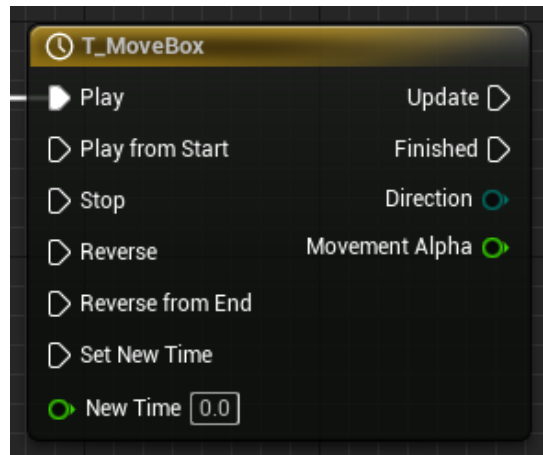 T_MoveBox
Play
Update
Play from Start
Finished
Stop
Direction
Reverse
Movement Alpha
Reverse from End
Set New Time
New Time 0.0